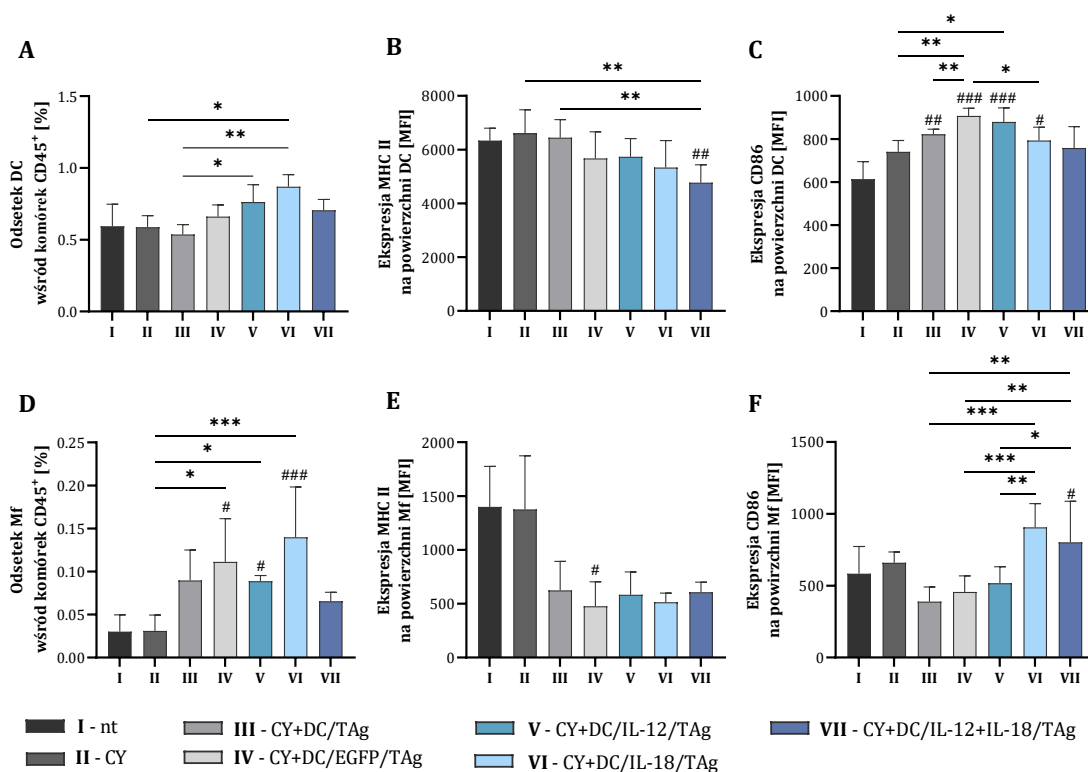 A
B
C
*
**
*
Odsetek DC
wśród komórek CD45⁺ [%]
1.5
1.0
0.5
0.0
I II III IV V VI VII
**
**
##
Ekspresja MHC II
na powierzchni DC [MFI]
8000
6000
4000
2000
0
I II III IV V VI VII
*
**
** *
## ### ### #
Ekspresja CD86
na powierzchni DC [MFI]
1000
800
600
400
200
0
I II III IV V VI VII
D
E
F
***
*
*
# # ###
Odsetek Mf
wśród komórek CD45⁺ [%]
0.25
0.20
0.15
0.10
0.05
0.00
I II III IV V VI VII
#
Ekspresja MHC II
na powierzchni Mf [MFI]
2000
1500
1000
500
0
I II III IV V VI VII
**
**
***
*
***
**
#
Ekspresja CD86
na powirzchni Mf [MFI]
1500
1000
500
0
I II III IV V VI VII
I - nt
II - CY
III - CY+DC/TAg
IV - CY+DC/EGFP/TAg
V - CY+DC/IL-12/TAg
VI - CY+DC/IL-18/TAg
VII - CY+DC/IL-12+IL-18/TAg